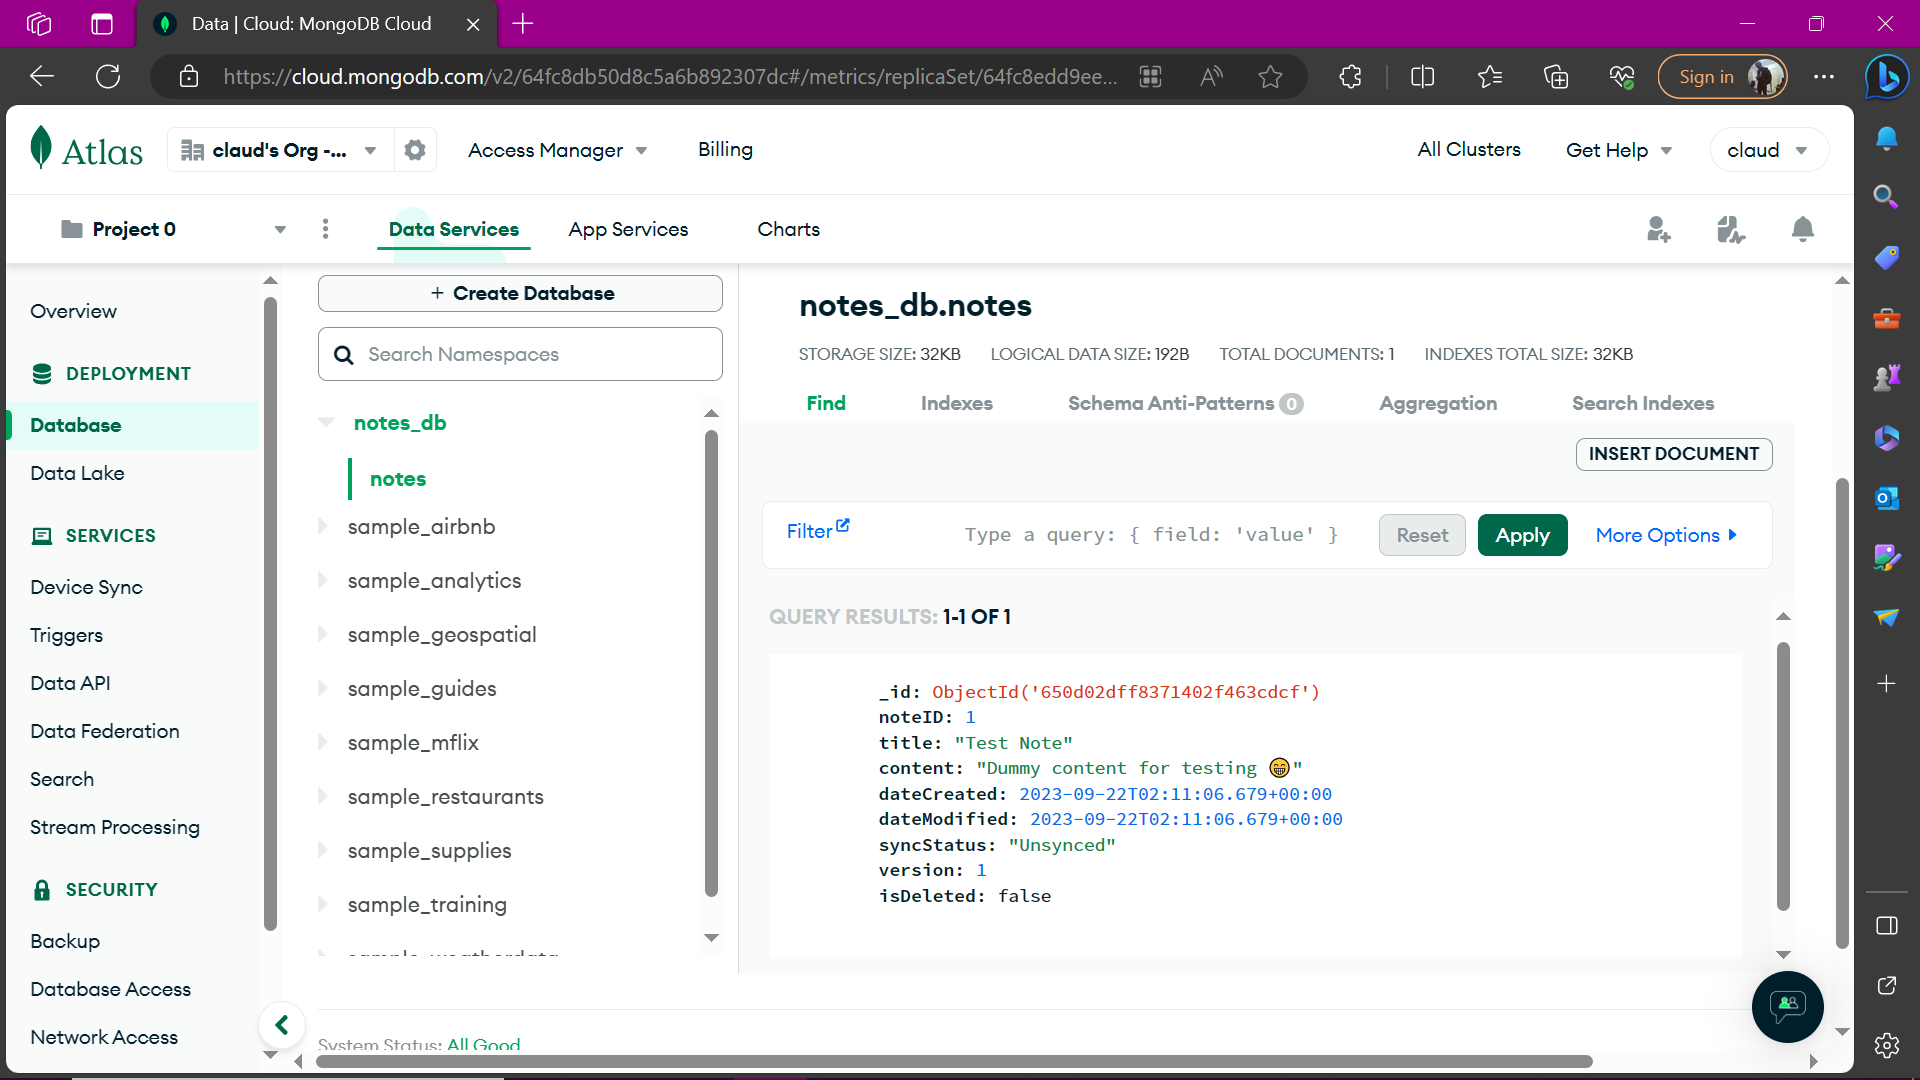 Data | Cloud: MongoDB Cloud
https://cloud.mongodb.com/v2/64fc8db50d8c5a6b892307dc#/metrics/replicaSet/64fc8edd9ee...
Sign in
Atlas
claud's Org -...
Access Manager
Billing
All Clusters
Get Help
claud
Project 0
Data Services
App Services
Charts
Overview
DEPLOYMENT
Database
Data Lake
SERVICES
Device Sync
Triggers
Data API
Data Federation
Search
Stream Processing
SECURITY
Backup
Database Access
Network Access
+ Create Database
Search Namespaces
notes_db
notes
sample_airbnb
sample_analytics
sample_geospatial
sample_guides
sample_mflix
sample_restaurants
sample_supplies
sample_training
sample_weatherdata
notes_db.notes
STORAGE SIZE: 32KB LOGICAL DATA SIZE: 192B TOTAL DOCUMENTS: 1 INDEXES TOTAL SIZE: 32KB
Find Indexes Schema Anti-Patterns 0 Aggregation Search Indexes
INSERT DOCUMENT
Filter Type a query: { field: 'value' } Reset Apply More Options
QUERY RESULTS: 1-1 OF 1
_id: ObjectId('650d02dff8371402f463cdcf')
noteID: 1
title: "Test Note"
content: "Dummy content for testing 😁"
dateCreated: 2023-09-22T02:11:06.679+00:00
dateModified: 2023-09-22T02:11:06.679+00:00
syncStatus: "Unsynced"
version: 1
isDeleted: false
System Status: All Good